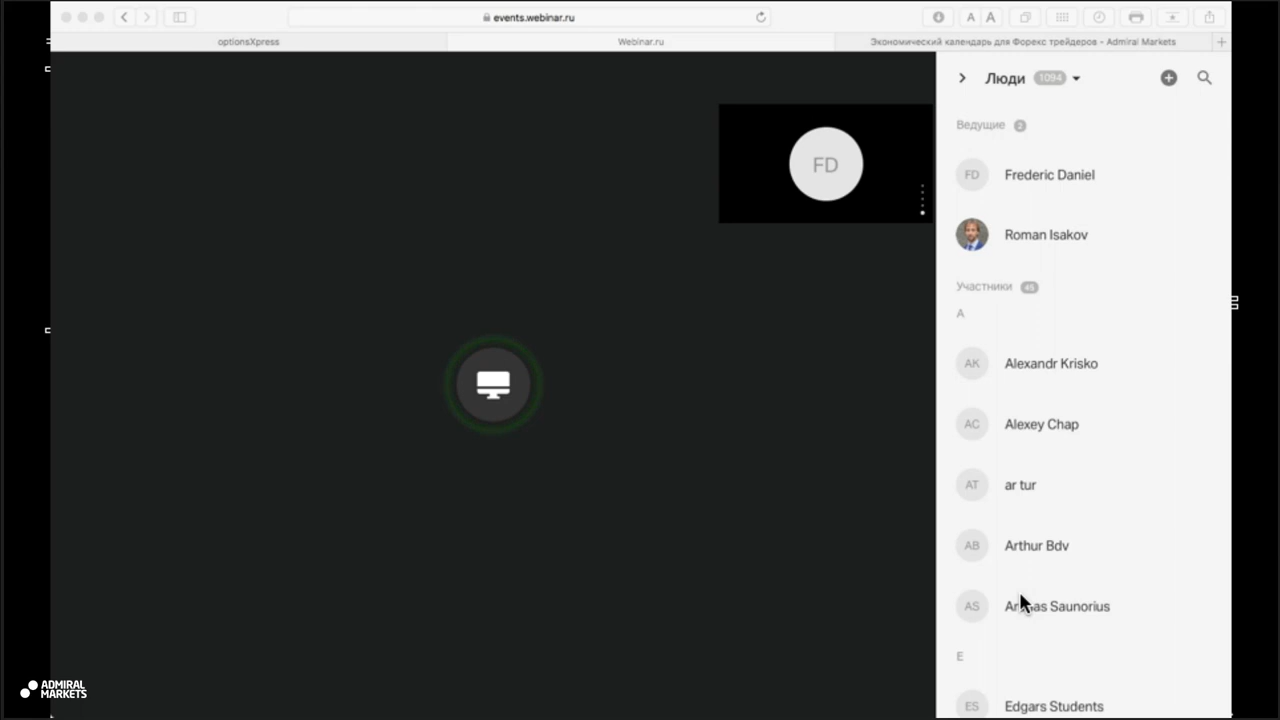 events.webinar.ru
A A
optionsXpress
Webinar.ru
Экономический календарь для Форекс трейдеров - Admiral Markets
Люди 1094
FD
Ведущие 2
FD Frederic Daniel
Roman Isakov
Участники 45
A
AK Alexandr Krisko
AC Alexey Chap
AT ar tur
AB Arthur Bdv
AS Saunorius
E
ES Edgars Students
ADMIRAL
MARKETS